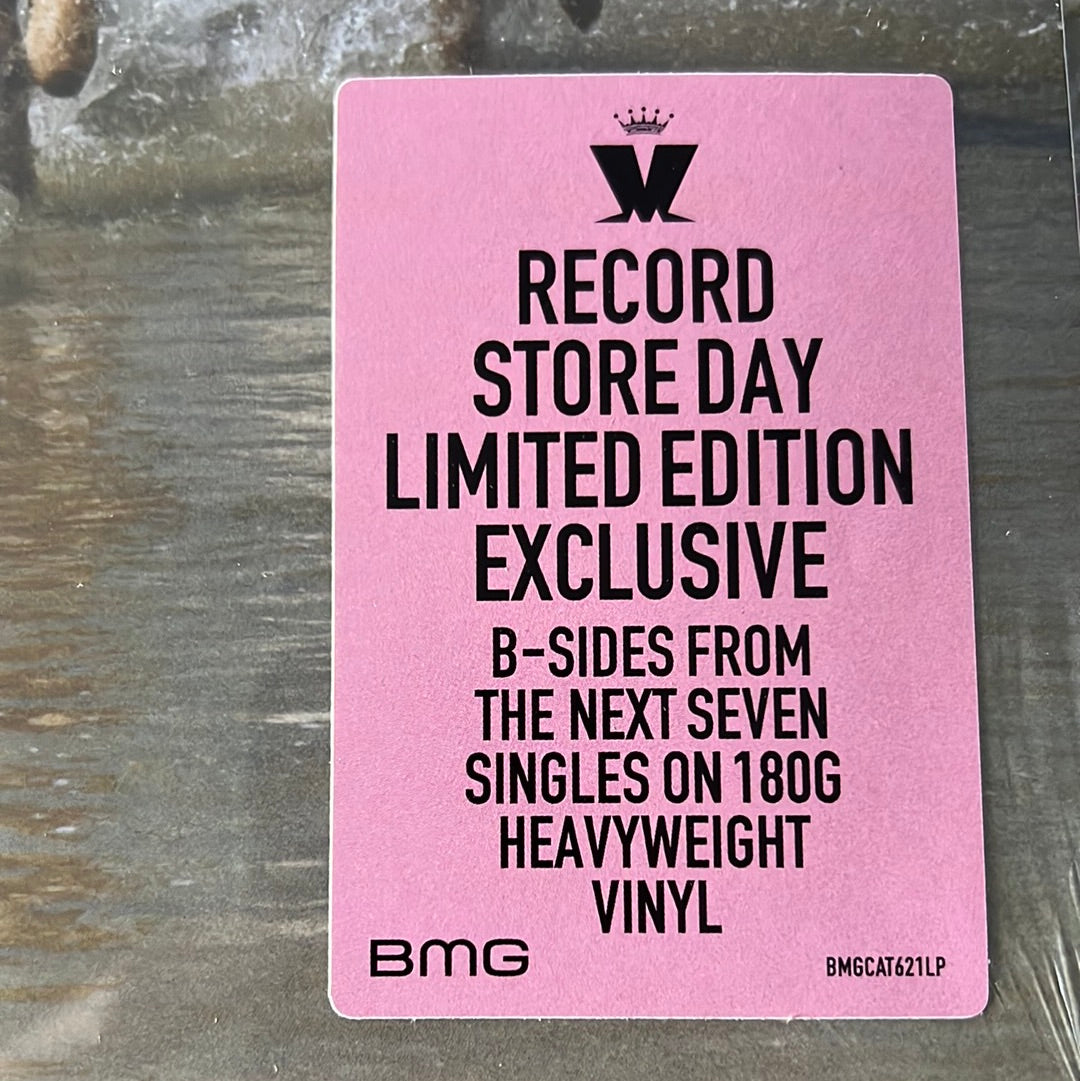 RECORD
STORE DAY
LIMITED EDITION
EXCLUSIVE
B-SIDES FROM
THE NEXT SEVEN
SINGLES ON 180G
HEAVYWEIGHT
VINYL
BMG
BMGCAT621LP